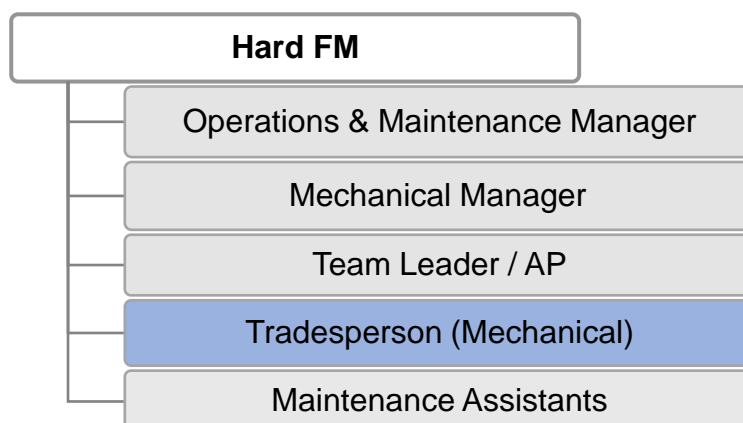 Hard FM
Operations & Maintenance Manager
Mechanical Manager
Team Leader / AP
Tradesperson (Mechanical)
Maintenance Assistants